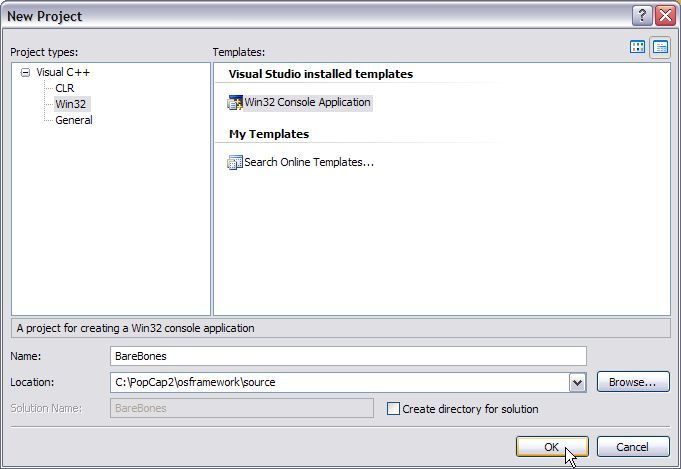 New Project
Project types:
Templates:
Visual C++
CLR
Win32
General
Visual Studio installed templates
Win32 Console Application
My Templates
Search Online Templates...
A project for creating a Win32 console application
Name:
BareBones
Location:
C:\PopCap2\osframework\source
Browse...
Solution Name:
BareBones
Create directory for solution
OK
Cancel